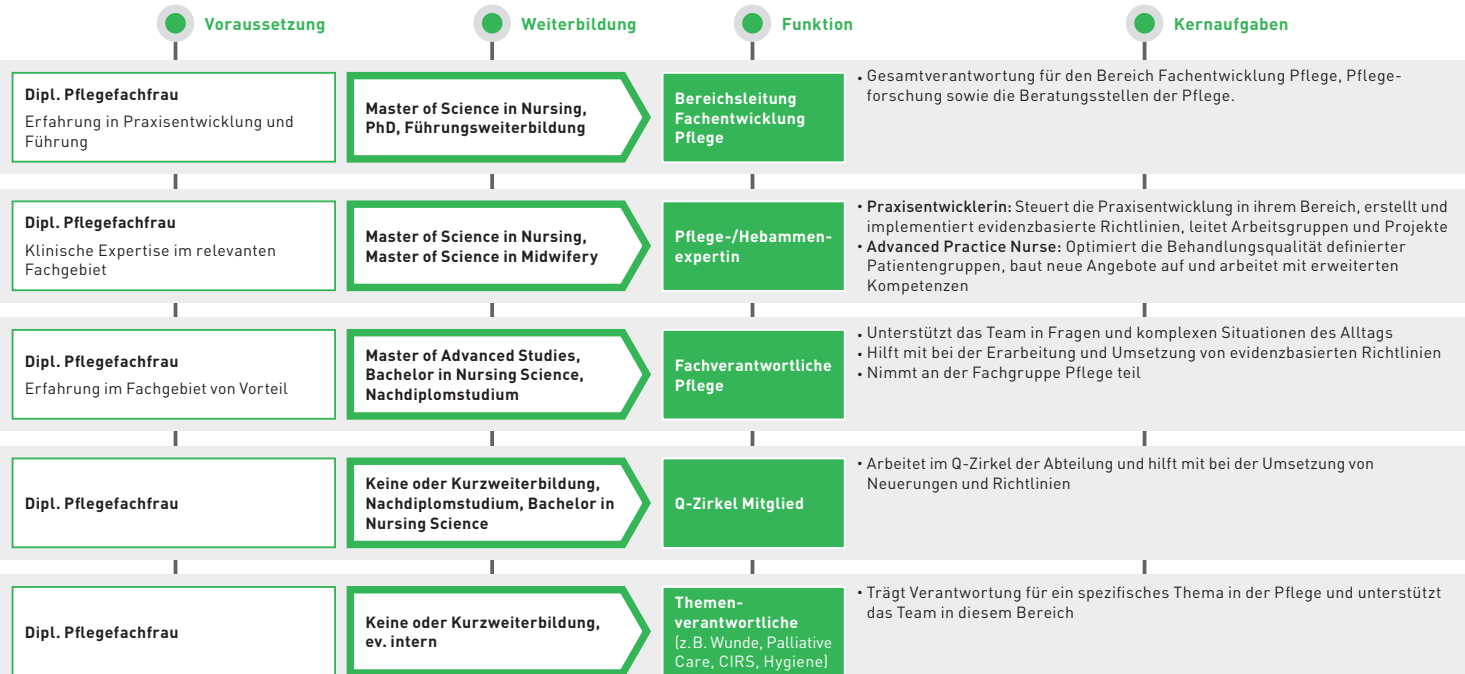 Voraussetzung
Weiterbildung
Funktion
Kernaufgaben
Dipl. Pflegefachfrau
Erfahrung in Praxisentwicklung und
Führung
Master of Science in Nursing,
PhD, Führungsweiterbildung
Bereichsleitung
Fachentwicklung
Pflege
• Gesamtverantwortung für den Bereich Fachentwicklung Pflege, Pflege-
forschung sowie die Beratungsstellen der Pflege.
Dipl. Pflegefachfrau
Klinische Expertise im relevanten
Fachgebiet
Master of Science in Nursing,
Master of Science in Midwifery
Pflege-/Hebammen-
expertin
• Praxisentwicklerin: Steuert die Praxisentwicklung in ihrem Bereich, erstellt und
implementiert evidenzbasierte Richtlinien, leitet Arbeitsgruppen und Projekte
• Advanced Practice Nurse: Optimiert die Behandlungsqualität definierter
Patientengruppen, baut neue Angebote auf und arbeitet mit erweiterten
Kompetenzen
Dipl. Pflegefachfrau
Erfahrung im Fachgebiet von Vorteil
Master of Advanced Studies,
Bachelor in Nursing Science,
Nachdiplomstudium
Fachverantwortliche
Pflege
• Unterstützt das Team in Fragen und komplexen Situationen des Alltags
• Hilft mit bei der Erarbeitung und Umsetzung von evidenzbasierten Richtlinien
• Nimmt an der Fachgruppe Pflege teil
Dipl. Pflegefachfrau
Keine oder Kurzweiterbildung,
Nachdiplomstudium, Bachelor in
Nursing Science
Q-Zirkel Mitglied
• Arbeitet im Q-Zirkel der Abteilung und hilft mit bei der Umsetzung von
Neuerungen und Richtlinien
Dipl. Pflegefachfrau
Keine oder Kurzweiterbildung,
ev. intern
Themen-
verantwortliche
(z.B. Wunde, Palliative
Care, CIRS, Hygiene)
• Trägt Verantwortung für ein spezifisches Thema in der Pflege und unterstützt
das Team in diesem Bereich